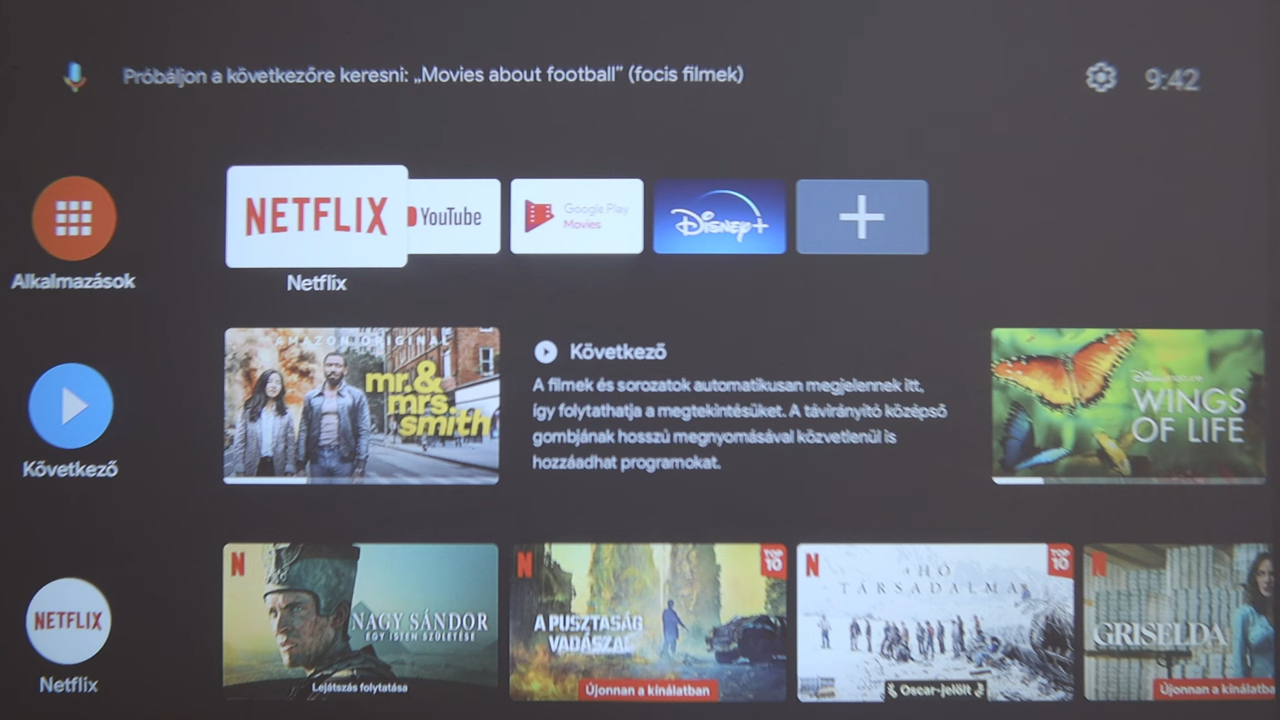 Próbáljon a következőre keresni: „Movies about football” (focis filmek)
9:42
NETFLIX
YouTube
Google Play
Movies
Disney+
Alkalmazások
Netflix
AMAZON ORIGINAL
mr. &
mrs.
smith
Következő
A filmek és sorozatok automatikusan megjelennek itt,
így folytathatja a megtekintésüket. A távirányító középső
gombjának hosszú megnyomásával közvetlenül is
hozzáadhat programokat.
Disneynature
WINGS
OF LIFE
Következő
N
NAGY SÁNDOR
EGY ISTEN SZÜLETÉSE
Lejátszás folytatása
N
TOP
10
A PUSZTASÁG
VADÁSZAI
Újonnan a kínálatban
N
TOP
10
A HÓ
TÁRSADALMA
Oscar-jelölt
N
GRISELDA
Újonnan a kínálatba
NETFLIX
Netflix